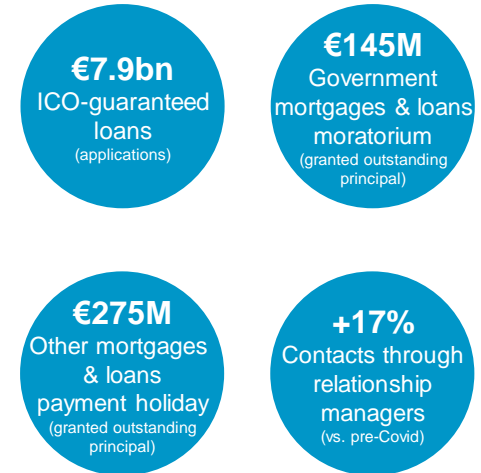 €7.9bn
ICO-guaranteed
loans
(applications)
€145M
Government
mortgages & loans
moratorium
(granted outstanding
principal)
€275M
Other mortgages
& loans
payment holiday
(granted outstanding
principal)
+17%
Contacts through
relationship
managers
(vs. pre-Covid)